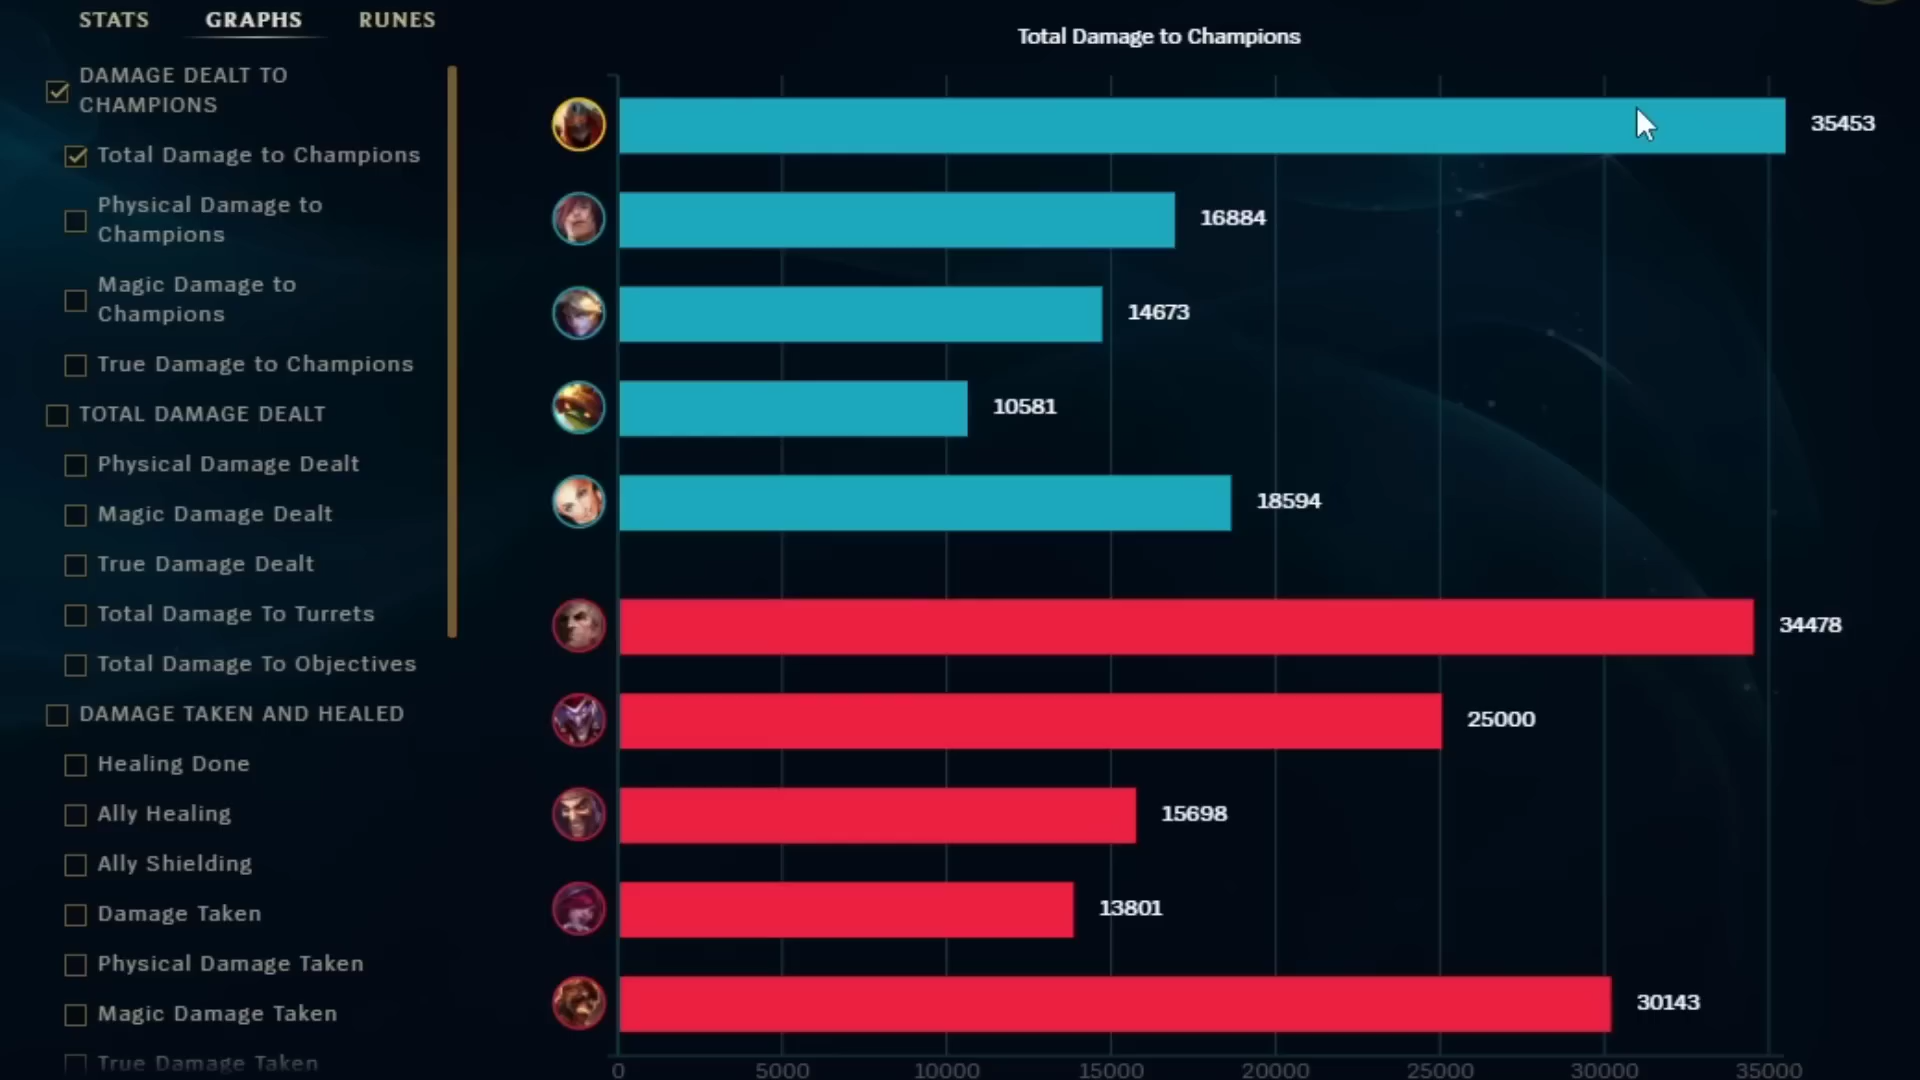 STATS GRAPHS RUNES
DAMAGE DEALT TO
CHAMPIONS
Total Damage to Champions
Physical Damage to
Champions
Magic Damage to
Champions
True Damage to Champions
TOTAL DAMAGE DEALT
Physical Damage Dealt
Magic Damage Dealt
True Damage Dealt
Total Damage To Turrets
Total Damage To Objectives
DAMAGE TAKEN AND HEALED
Healing Done
Ally Healing
Ally Shielding
Damage Taken
Physical Damage Taken
Magic Damage Taken
True Damage Taken
Total Damage to Champions
35453
16884
14673
10581
18594
34478
25000
15698
13801
30143
0 5000 10000 15000 20000 25000 30000 35000